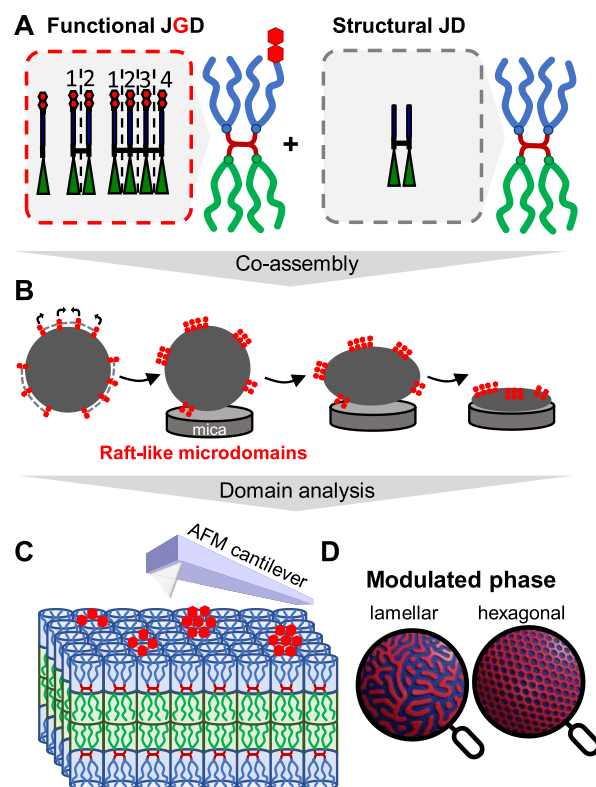 A Functional JGD Structural JD
1 2 1 2 3 4
+
Co-assembly
B
mica
Raft-like microdomains
Domain analysis
C AFM cantilever D
Modulated phase
lamellar hexagonal